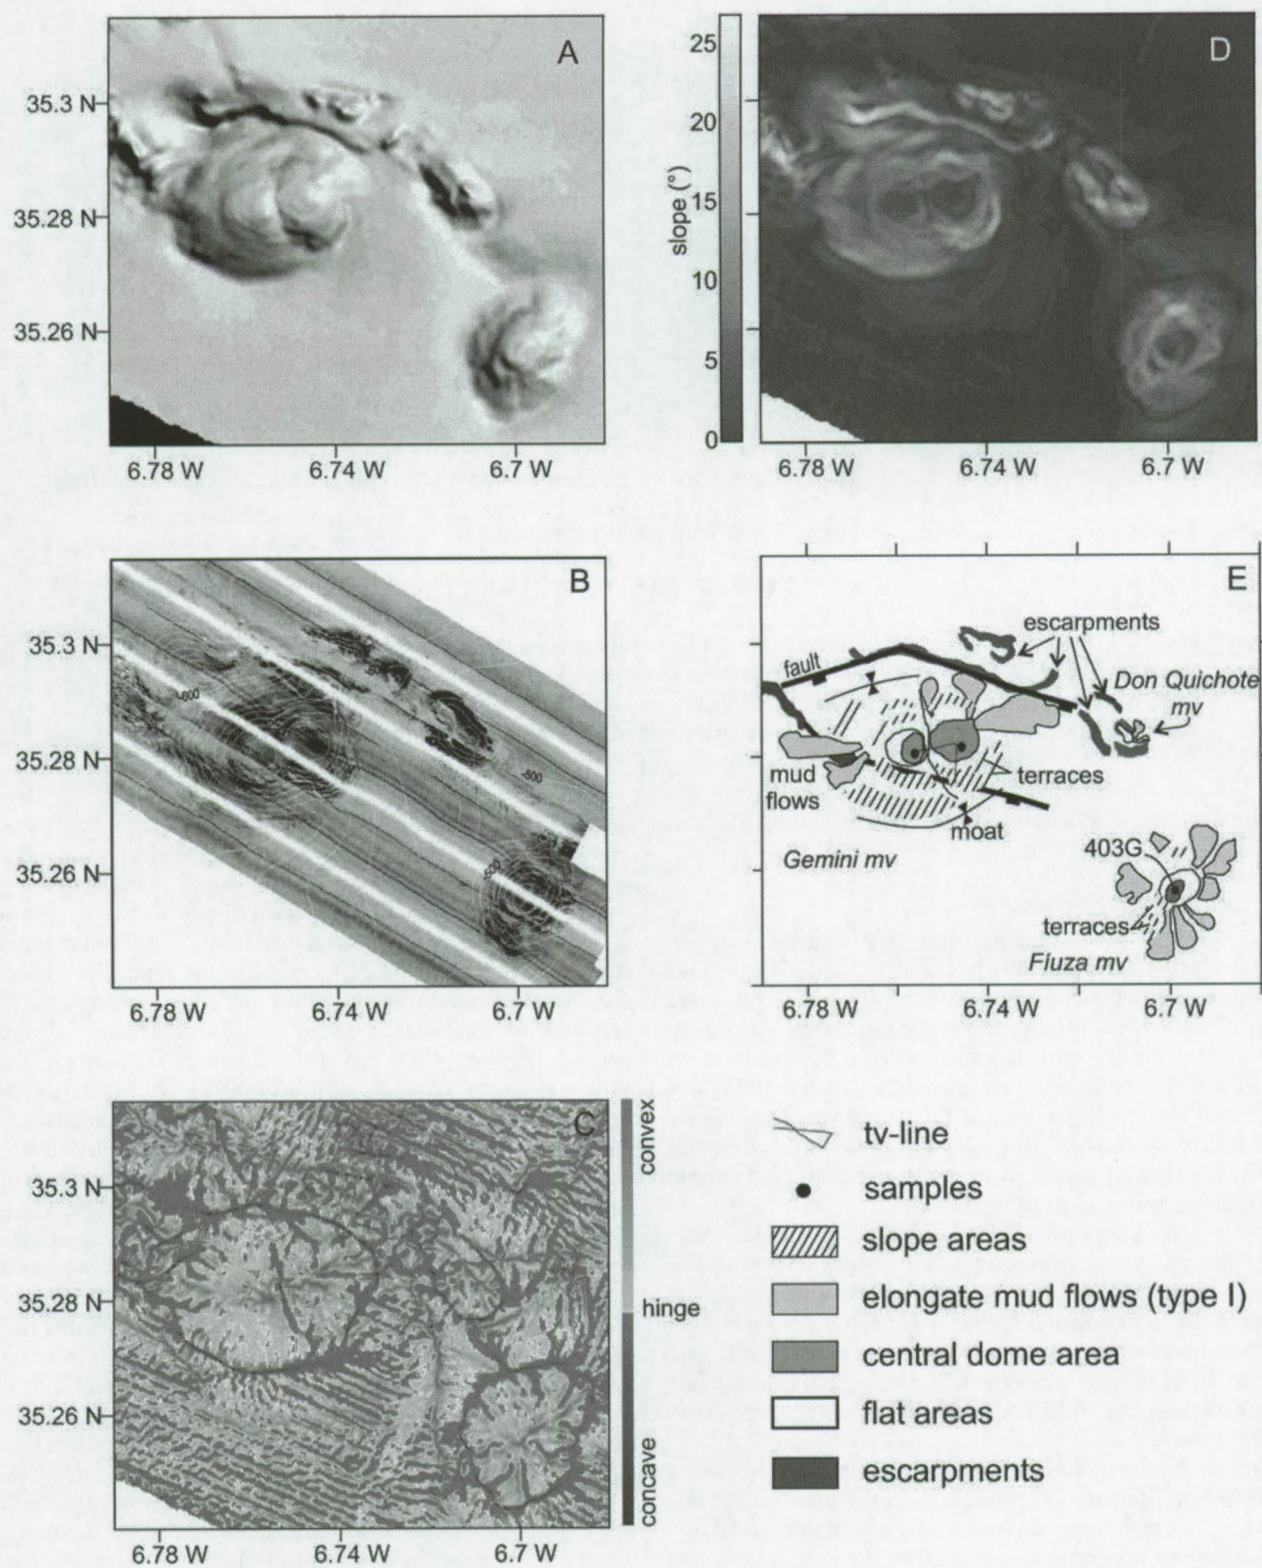 A
35.3 N
35.28 N
35.26 N
6.78 W
6.74 W
6.7 W
D
25
20
15
10
5
0
slope (°)
6.78 W
6.74 W
6.7 W
B
35.3 N
35.28 N
35.26 N
-600
-500
-500
6.78 W
6.74 W
6.7 W
E
escarpments
fault
Don Quichote
mv
mud
flows
terraces
moat
Gemini mv
403G
terraces
Fiuza mv
6.78 W
6.74 W
6.7 W
C
35.3 N
35.28 N
35.26 N
convex
hinge
concave
6.78 W
6.74 W
6.7 W
tv-line
samples
slope areas
elongate mud flows (type I)
central dome area
flat areas
escarpments